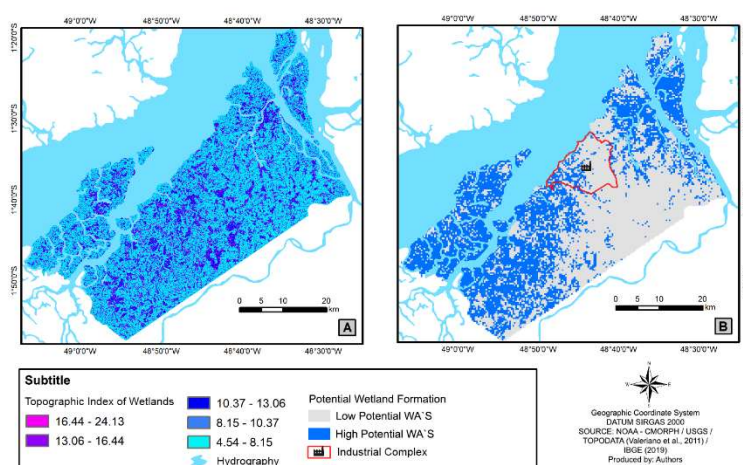 49°0'0"W 48°50'0"W 48°40'0"W 48°30'0"W
49°0'0"W 48°50'0"W 48°40'0"W 48°30'0"W
1°20'0"S
1°30'0"S
1°40'0"S
1°50'0"S
0 5 10 20
km
A
0 5 10 20
km
B
49°0'0"W 48°50'0"W 48°40'0"W 48°30'0"W
49°0'0"W 48°50'0"W 48°40'0"W 48°30'0"W
Subtitle
Topographic Index of Wetlands
16.44 - 24.13
13.06 - 16.44
10.37 - 13.06
8.15 - 10.37
4.54 - 8.15
Hydrography
Potential Wetland Formation
Low Potential WA`S
High Potential WA`S
Industrial Complex
N
W E
S
Geographic Coordinate System
DATUM SIRGAS 2000
SOURCE: NOAA - CMORPH / USGS /
TOPODATA (Valeriano et al., 2011) /
IBGE (2019)
Produced by: Authors